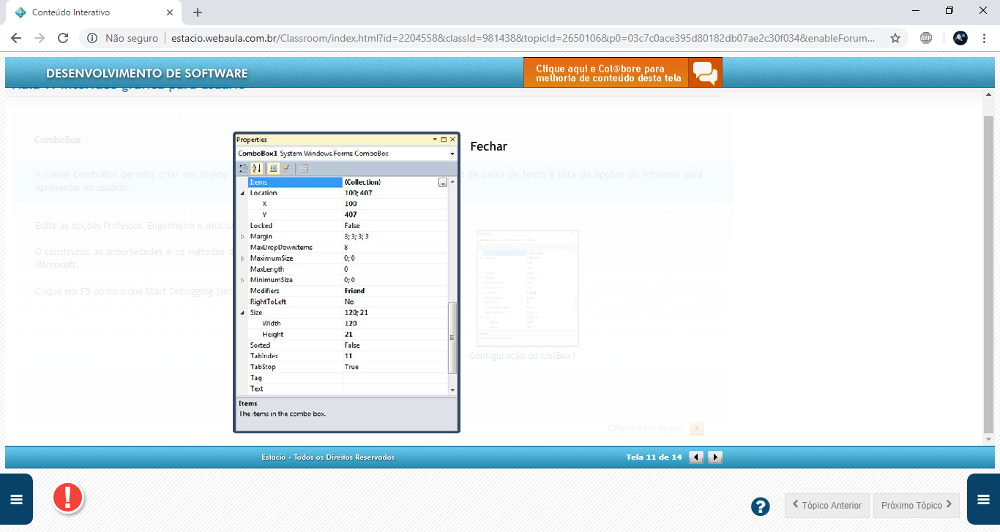 Conteúdo Interativo
Não seguro
estacio.webaula.com.br/Classroom/index.html?id=2204558&classId=981438&topicId=2650106&p0=03c7c0ace395d80182db07ae2c30f034&enableForum...
ABP
DESENVOLVIMENTO DE SOFTWARE
Clique aqui e Col@bore para
melhoria de conteúdo desta tela
Interface gráfica para usuário
ComboBox
A classe ComboBox permite criar um objeto
de caixa de texto e lista de opções do Windows para
apresentar ao usuário.
Edite as opções Professor, Engenheiro e Analis
O construtor, as propriedades e os métodos
Microsoft.
Clique em F5 ou no ícone Start Debugging (set
Properties
ComboBox1 System.Windows.Forms.ComboBox
Items (Collection) ...
Location 100; 407
X 100
Y 407
Locked False
Margin 3; 3; 3; 3
MaxDropDownItems 8
MaximumSize 0; 0
MaxLength 0
MinimumSize 0; 0
Modifiers Friend
RightToLeft No
Size 120; 21
Width 120
Height 21
Sorted False
TabIndex 11
TabStop True
Tag
Text
Items
The items in the combo box.
Fechar
Configuração do ListBox1
Clique para seguir
Estácio - Todos os Direitos Reservados
Tela 11 de 14
!
?
Tópico Anterior
Próximo Tópico